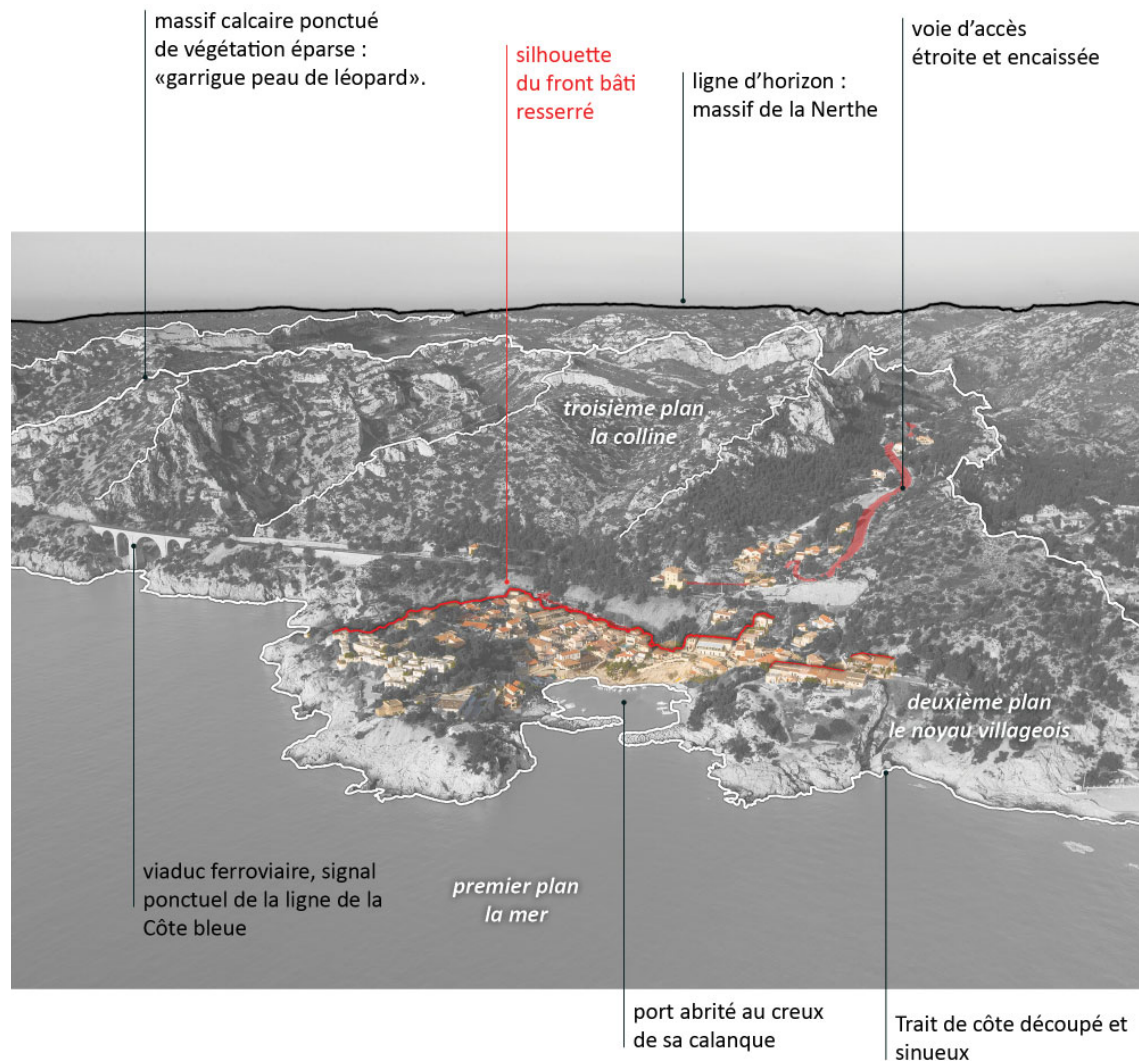 massif calcaire ponctué
de végétation éparse :
«garrigue peau de léopard».
silhouette
du front bâti
resserré
ligne d’horizon :
massif de la Nerthe
voie d’accès
étroite et encaissée
troisième plan
la colline
deuxième plan
le noyau villageois
viaduc ferroviaire, signal
ponctuel de la ligne de la
Côte bleue
premier plan
la mer
port abrité au creux
de sa calanque
Trait de côte découpé et
sinueux